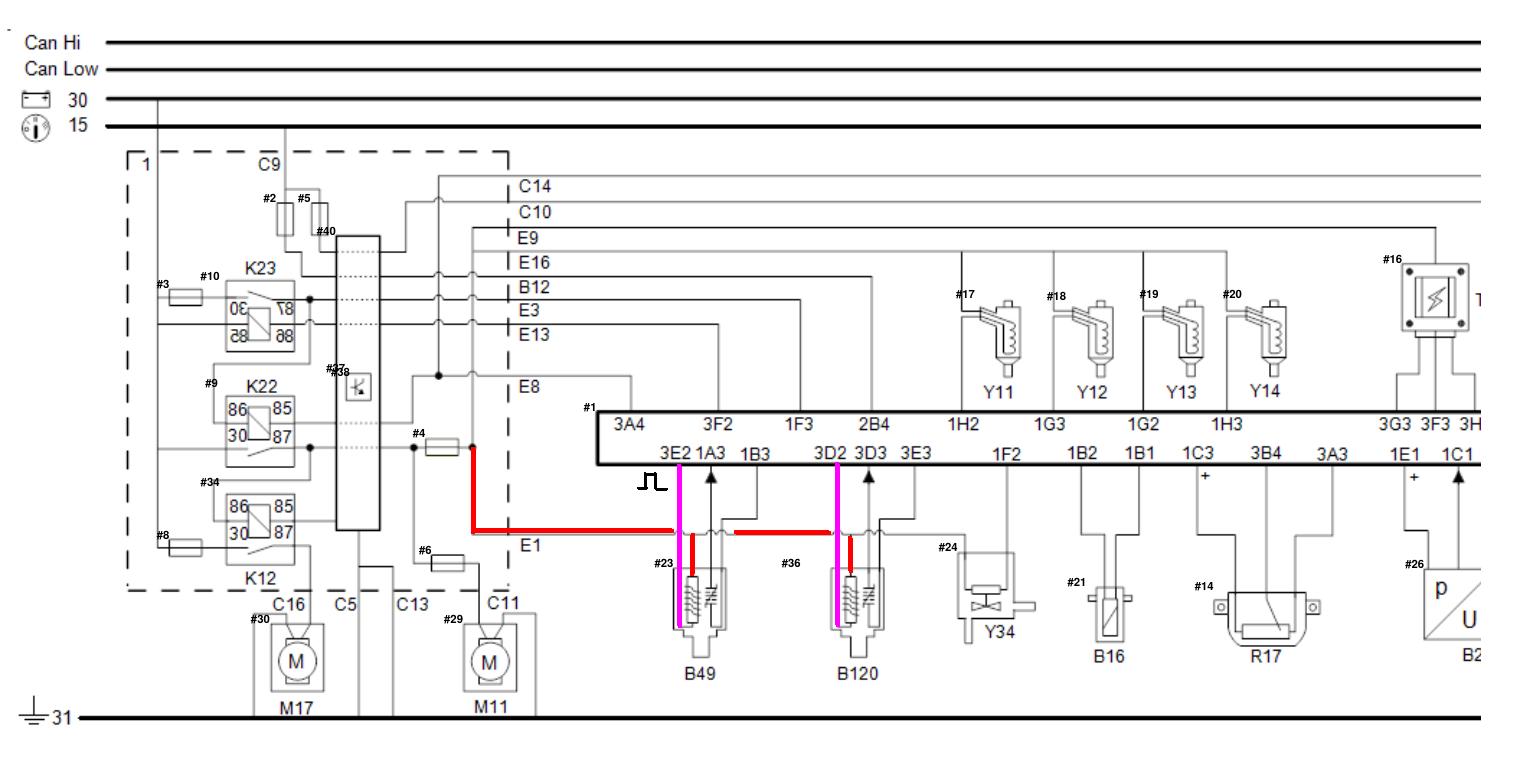 Can Hi
Can Low
30
15
1
C9
C14
C10
E9
E16
B12
E3
E13
E8
E1
#2
#5
#40
K23
#3
#10
30
87
85
86
#38
#9
K22
86
85
30
87
#4
#34
86
85
30
87
#8
K12
#6
C16
C5
C13
C11
#30
#29
M
M
M17
M11
31
#16
#17
#18
#19
#20
Y11
Y12
Y13
Y14
#1
3A4
3F2
1F3
2B4
1H2
1G3
1G2
1H3
3G3
3F3
3H
3E2
1A3
1B3
3D2
3D3
3E3
1F2
1B2
1B1
1C3
3B4
3A3
1E1
1C1
+
+
#23
#36
#24
#21
#14
#26
p
U
B49
B120
Y34
B16
R17
B2